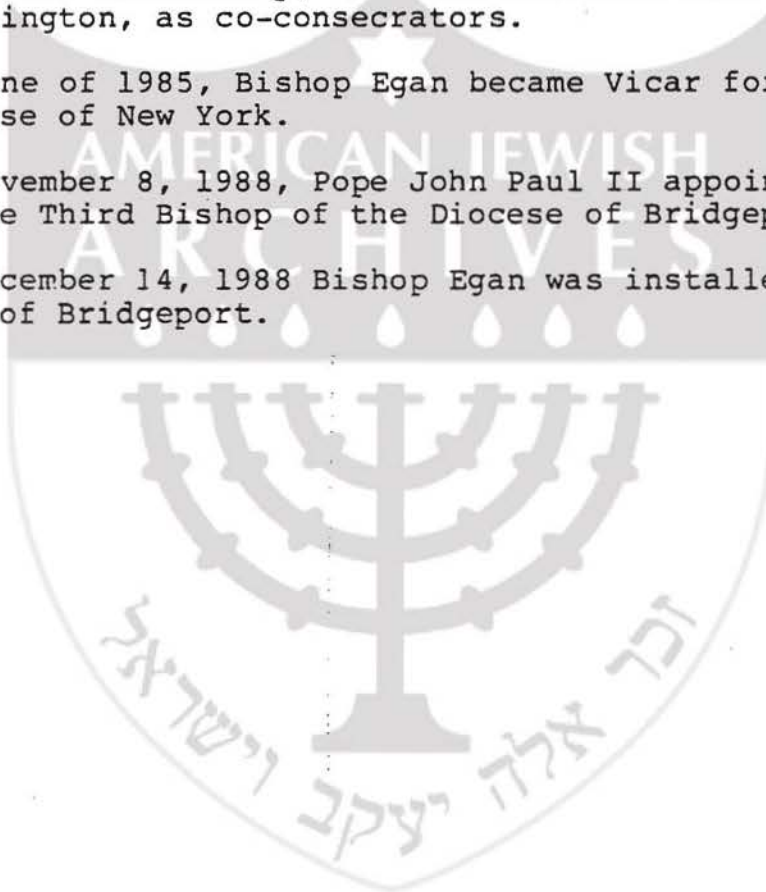 ington, as co-consecrators.
ne of 1985, Bishop Egan became Vicar for
se of New York.
vember 8, 1988, Pope John Paul II appoin
e Third Bishop of the Diocese of Bridgep
cember 14, 1988 Bishop Egan was installe
of Bridgeport.
AMERICAN JEWISH
ARCHIVES
זכר אלה יעקב וישראל